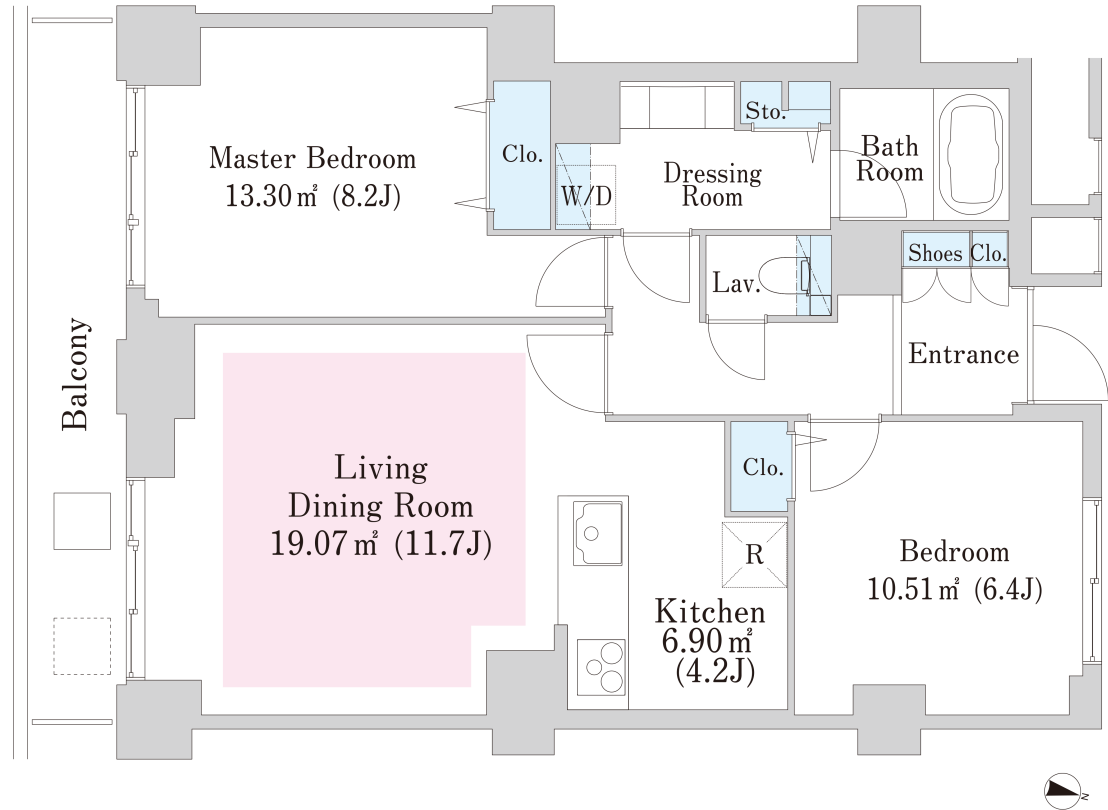 Master Bedroom
13.30㎡ (8.2J)
Clo.
W/D
Dressing
Room
Sto.
Bath
Room
Lav.
Shoes
Clo.
Entrance
Balcony
Living
Dining Room
19.07㎡ (11.7J)
Clo.
R
Kitchen
6.90㎡
(4.2J)
Bedroom
10.51㎡ (6.4J)
N